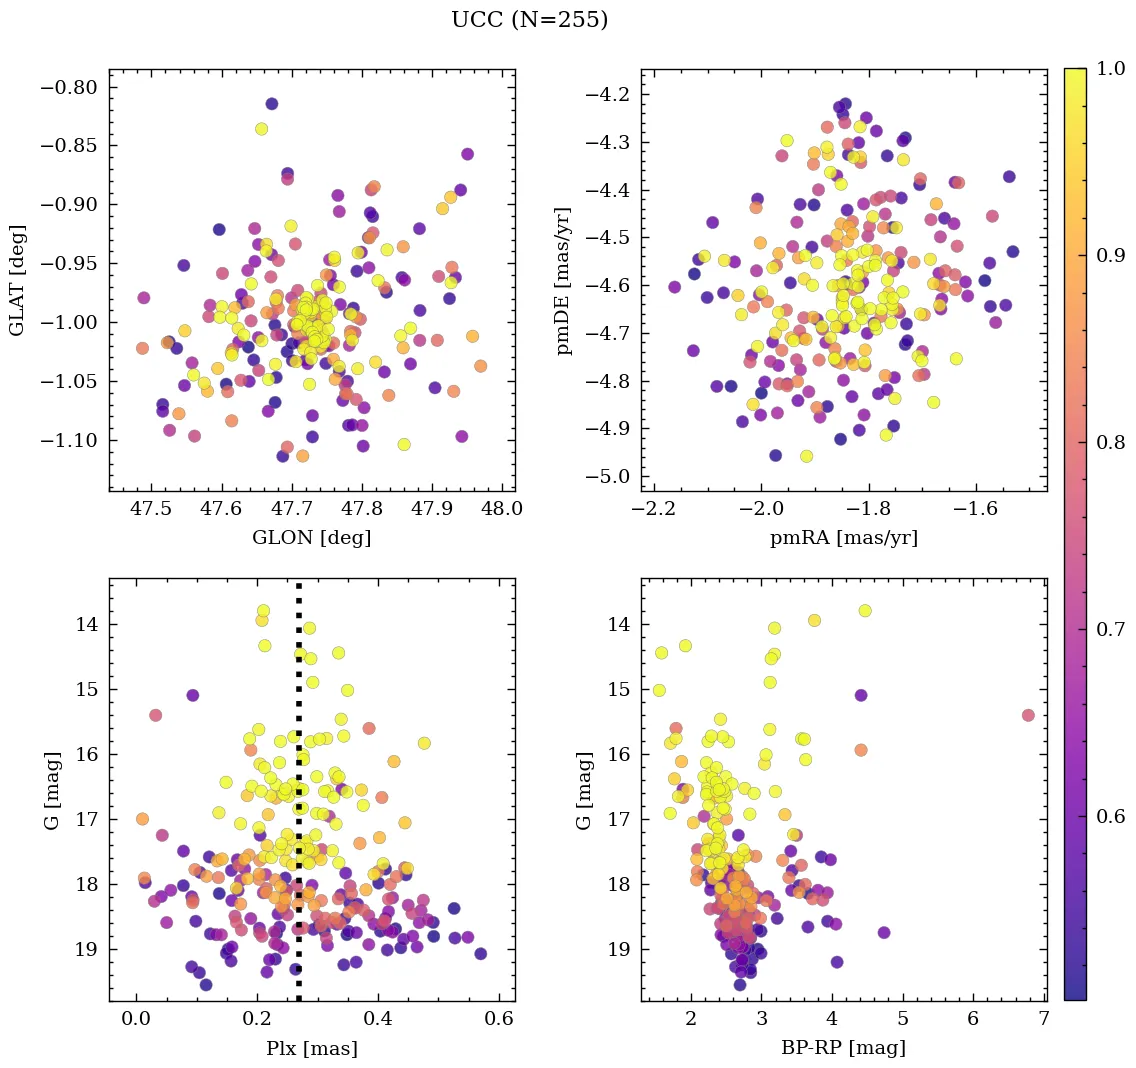 UCC (N=255)
−0.80
−0.85
−0.90
−0.95
−1.00
−1.05
−1.10
GLAT [deg]
47.5 47.6 47.7 47.8 47.9 48.0
GLON [deg]
−4.2
−4.3
−4.4
−4.5
−4.6
−4.7
−4.8
−4.9
−5.0
pmDE [mas/yr]
−2.2 −2.0 −1.8 −1.6
pmRA [mas/yr]
14
15
16
17
18
19
G [mag]
0.0 0.2 0.4 0.6
Plx [mas]
14
15
16
17
18
19
G [mag]
2 3 4 5 6 7
BP-RP [mag]
1.0
0.9
0.8
0.7
0.6